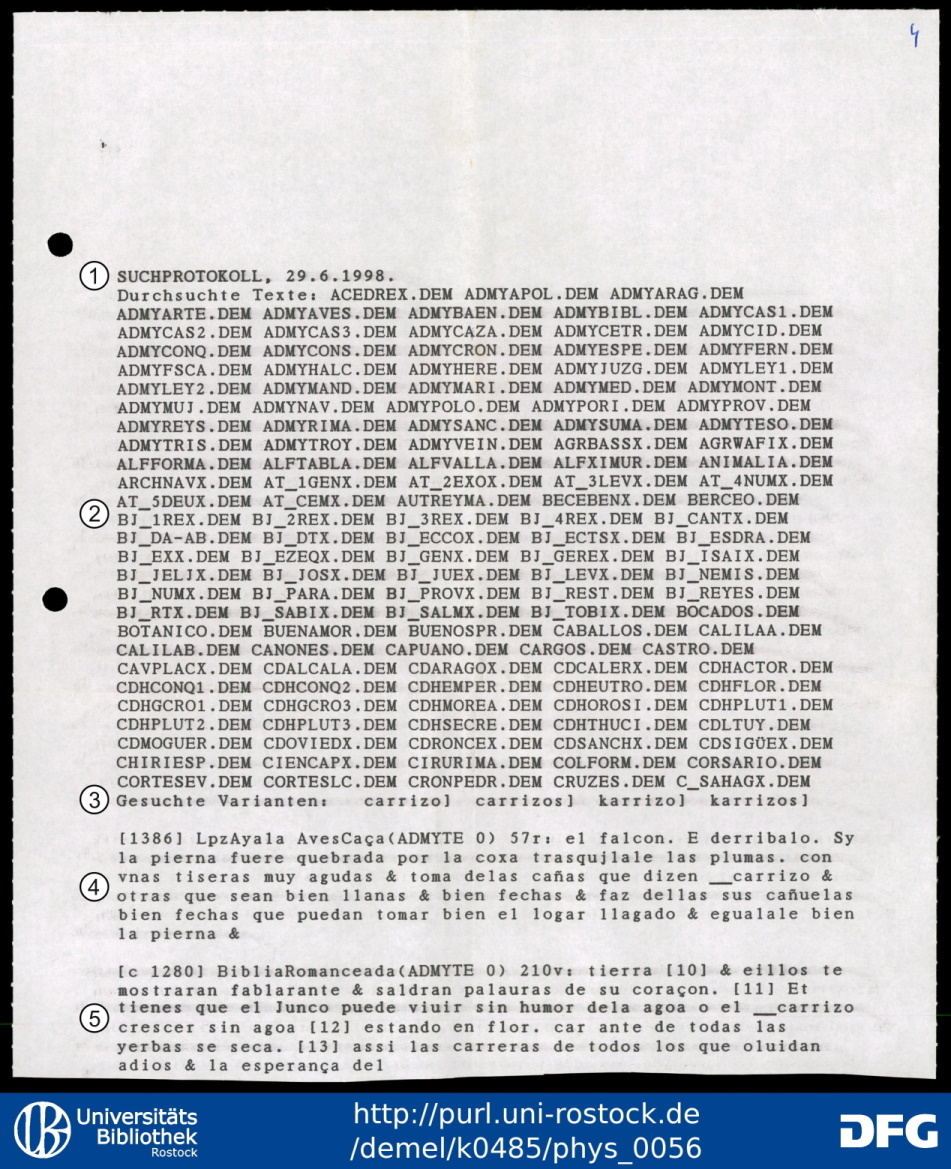 4
① SUCHPROTOKOLL, 29.6.1998.
Durchsuchte Texte: ACEDREX.DEM ADMYAPOL.DEM ADMYARAG.DEM
ADMYARTE.DEM ADMYAVES.DEM ADMYBAEN.DEM ADMYBIBL.DEM ADMYCAS1.DEM
ADMYCAS2.DEM ADMYCAS3.DEM ADMYCAZA.DEM ADMYCETR.DEM ADMYCID.DEM
ADMYCONQ.DEM ADMYCONS.DEM ADMYCRON.DEM ADMYESPE.DEM ADMYFERN.DEM
ADMYFSCA.DEM ADMYHALC.DEM ADMYHERE.DEM ADMYJUZG.DEM ADMYLEY1.DEM
ADMYLEY2.DEM ADMYMAND.DEM ADMYMARI.DEM ADMYMED.DEM ADMYMONT.DEM
ADMYMUJ.DEM ADMYNAV.DEM ADMYPOLO.DEM ADMYPORI.DEM ADMYPROV.DEM
ADMYREYS.DEM ADMYRIMA.DEM ADMYSANC.DEM ADMYSUMA.DEM ADMYTESO.DEM
ADMYTRIS.DEM ADMYTROY.DEM ADMYVEIN.DEM AGRBASSX.DEM AGRWAFIX.DEM
ALFFORMA.DEM ALFTABLA.DEM ALFVALLA.DEM ALFXIMUR.DEM ANIMALIA.DEM
ARCHNAVX.DEM AT_1GENX.DEM AT_2EXOX.DEM AT_3LEVX.DEM AT_4NUMX.DEM
AT_5DEUX.DEM AT_CEMX.DEM AUTREYMA.DEM BECEBENX.DEM BERCEO.DEM
② BJ_1REX.DEM BJ_2REX.DEM BJ_3REX.DEM BJ_4REX.DEM BJ_CANTX.DEM
BJ_DA-AB.DEM BJ_DTX.DEM BJ_ECCOX.DEM BJ_ECTSX.DEM BJ_ESDRA.DEM
BJ_EXX.DEM BJ_EZEQX.DEM BJ_GENX.DEM BJ_GEREX.DEM BJ_ISAIX.DEM
BJ_JELJX.DEM BJ_JOSX.DEM BJ_JUEX.DEM BJ_LEVX.DEM BJ_NEMIS.DEM
BJ_NUMX.DEM BJ_PARA.DEM BJ_PROVX.DEM BJ_REST.DEM BJ_REYES.DEM
BJ_RTX.DEM BJ_SABIX.DEM BJ_SALMX.DEM BJ_TOBIX.DEM BOCADOS.DEM
BOTANICO.DEM BUENAMOR.DEM BUENOSPR.DEM CABALLOS.DEM CALILAA.DEM
CALILAB.DEM CANONES.DEM CAPUANO.DEM CARGOS.DEM CASTRO.DEM
CAVPLACX.DEM CDALCALA.DEM CDARAGOX.DEM CDCALERX.DEM CDHACTOR.DEM
CDHCONQ1.DEM CDHCONQ2.DEM CDHEMPER.DEM CDHEUTRO.DEM CDHFLOR.DEM
CDHGCRO1.DEM CDHGCRO3.DEM CDHMOREA.DEM CDHOROSI.DEM CDHPLUT1.DEM
CDHPLUT2.DEM CDHPLUT3.DEM CDHSECRE.DEM CDHTHUCI.DEM CDLTUY.DEM
CDMOGUER.DEM CDOVIEDX.DEM CDRONCEX.DEM CDSANCHX.DEM CDSIGÜEX.DEM
CHIRIESP.DEM CIENCAPX.DEM CIRURIMA.DEM COLFORM.DEM CORSARIO.DEM
CORTESEV.DEM CORTESLC.DEM CRONPEDR.DEM CRUZES.DEM C_SAHAGX.DEM
③ Gesuchte Varianten: carrizo] carrizos] karrizo] karrizos]
[1386] LpzAyala AvesCaça(ADMYTE 0) 57r: el falcon. E derribalo. Sy
la pierna fuere quebrada por la coxa trasqujlale las plumas. con
vnas tiseras muy agudas & toma delas cañas que dizen __carrizo &
④ otras que sean bien llanas & bien fechas & faz dellas sus cañuelas
bien fechas que puedan tomar bien el logar llagado & egualale bien
la pierna &
[c 1280] BibliaRomanceada(ADMYTE 0) 210v: tierra [10] & eillos te
mostraran fablarante & saldran palauras de su coraçon. [11] Et
tienes que el Junco puede viuir sin humor dela agoa o el __carrizo
⑤ crescer sin agoa [12] estando en flor. car ante de todas las
yerbas se seca. [13] assi las carreras de todos los que oluidan
adios & la esperança del
Universitäts
Bibliothek
Rostock
http://purl.uni-rostock.de
/demel/k0485/phys_0056
DFG